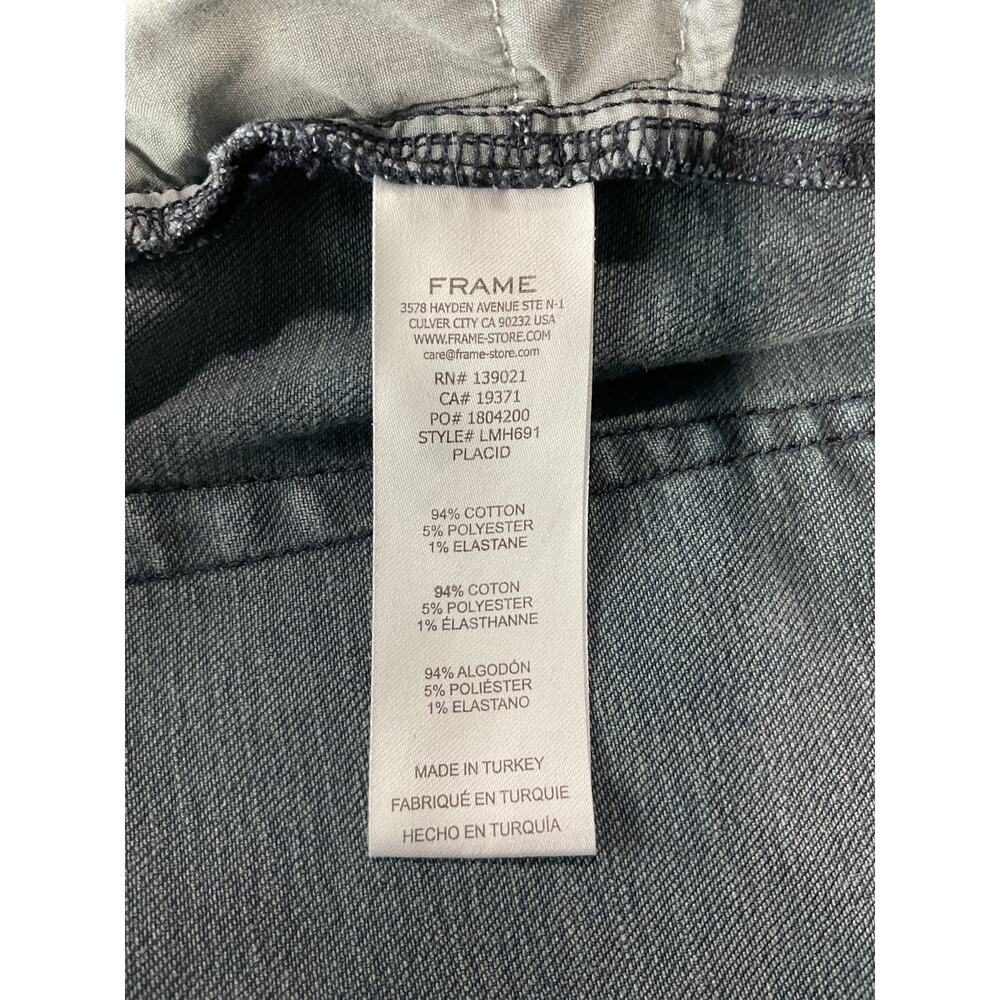 FRAME
3578 HAYDEN AVENUE STE N-1
CULVER CITY CA 90232 USA
WWW.FRAME-STORE.COM
care@frame-store.com
RN# 139021
CA# 19371
PO# 1804200
STYLE# LMH691
PLACID
94% COTTON
5% POLYESTER
1% ELASTANE
94% COTON
5% POLYESTER
1% ÉLASTHANNE
94% ALGODÓN
5% POLIÉSTER
1% ELASTANO
MADE IN TURKEY
FABRIQUÉ EN TURQUIE
HECHO EN TURQUÍA